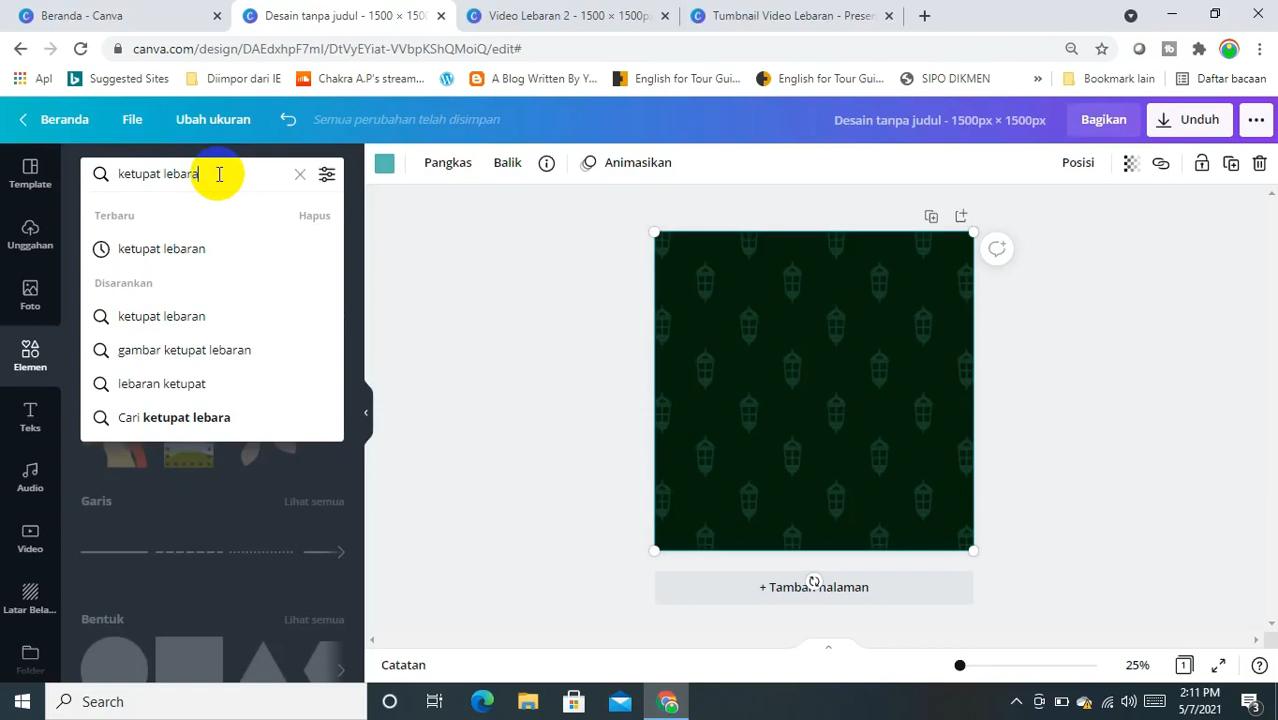 Beranda - Canva
Desain tanpa judul - 1500 × 150
Video Lebaran 2 - 1500 × 1500p
Tumbnail Video Lebaran - Preser
canva.com/design/DAEdxhpF7mI/DtVyEYiat-VVbpKShQMoiQ/edit#
Apl
Suggested Sites
Diimpor dari IE
Chakra A.P's stream...
A Blog Written By Y...
English for Tour Gui...
English for Tour Gui...
SIPO DIKMEN
»
Bookmark lain
Daftar bacaan
Beranda
File
Ubah ukuran
Semua perubahan telah disimpan
Desain tanpa judul - 1500px × 1500px
Bagikan
Unduh
Template
Unggahan
Foto
Elemen
Teks
Audio
Video
Latar Bela...
Folder
ketupat lebara
Terbaru
Hapus
ketupat lebaran
Disarankan
ketupat lebaran
gambar ketupat lebaran
lebaran ketupat
Cari ketupat lebara
Garis
Lihat semua
Bentuk
Lihat semua
Pangkas
Balik
Animasikan
Posisi
+ Tambah halaman
Catatan
25%
1
Search
2:11 PM
5/7/2021
3